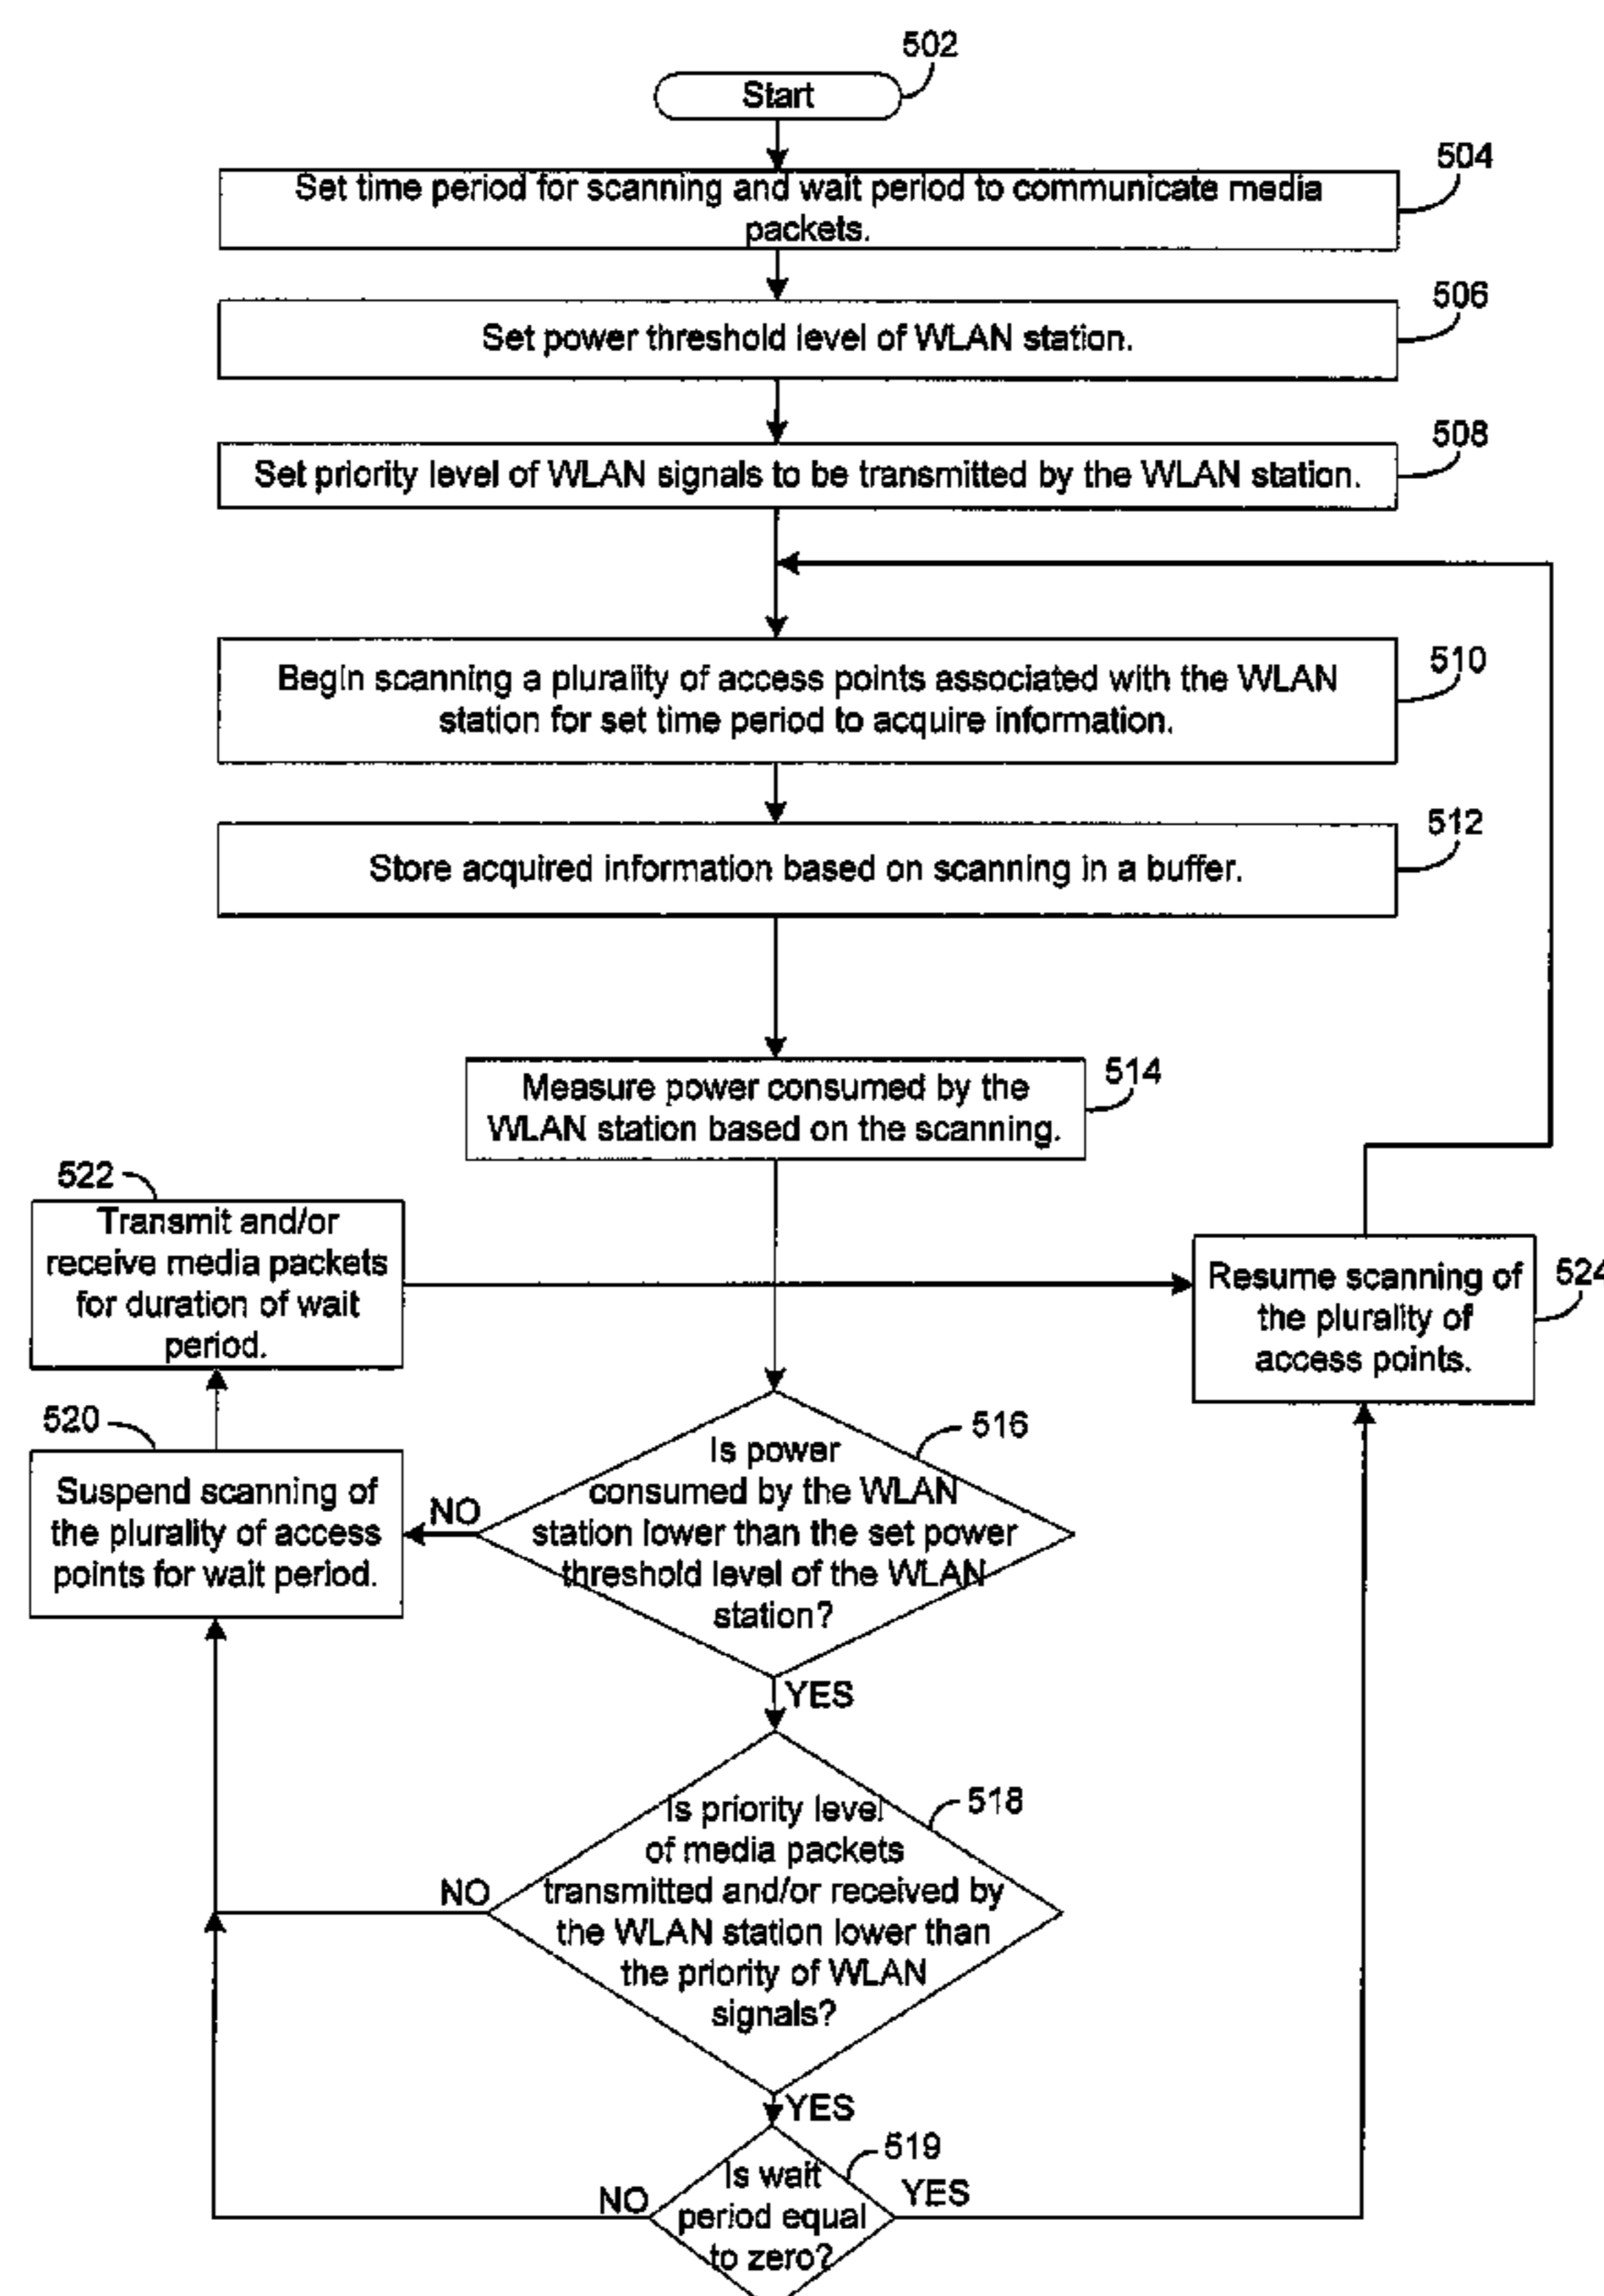 502
Start
504
Set time period for scanning and wait period to communicate media
packets.
506
Set power threshold level of WLAN station.
508
Set priority level of WLAN signals to be transmitted by the WLAN station.
510
Begin scanning a plurality of access points associated with the WLAN
station for set time period to acquire information.
512
Store acquired information based on scanning in a buffer.
514
Measure power consumed by the
WLAN station based on the scanning.
522
Transmit and/or
receive media packets
for duration of wait
period.
524
Resume scanning of
the plurality of
access points.
520
Suspend scanning of
the plurality of access
points for wait period.
516
Is power
consumed by the WLAN
station lower than the set power
threshold level of the WLAN
station?
NO
YES
518
Is priority level
of media packets
transmitted and/or received by
the WLAN station lower than
the priority of WLAN
signals?
NO
YES
519
Is wait
period equal
to zero?
NO
YES